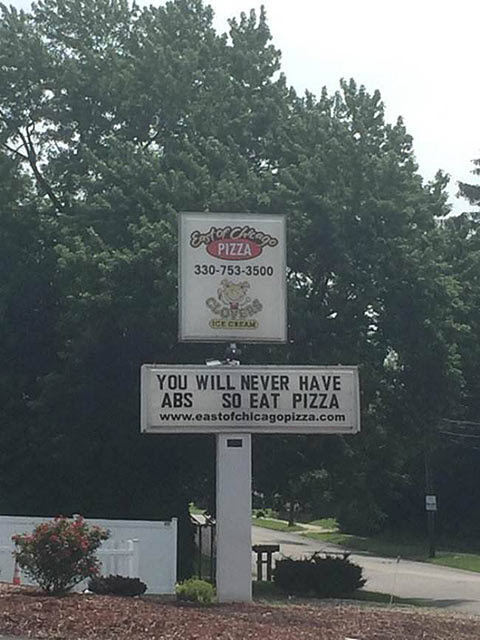 East of Chicago
PIZZA
330-753-3500
CLOVERS
ICE CREAM
YOU WILL NEVER HAVE
ABS SO EAT PIZZA
www.eastofchicagopizza.com